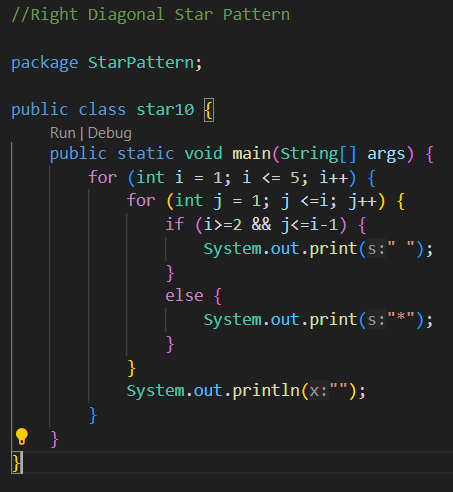 //Right Diagonal Star Pattern
package StarPattern;
public class star10 {
Run | Debug
public static void main(String[] args) {
for (int i = 1; i <= 5; i++) {
for (int j = 1; j <=i; j++) {
if (i>=2 && j<=i-1) {
System.out.print(s:" ");
}
else {
System.out.print(s:"*");
}
}
System.out.println(x:"");
}
}
}